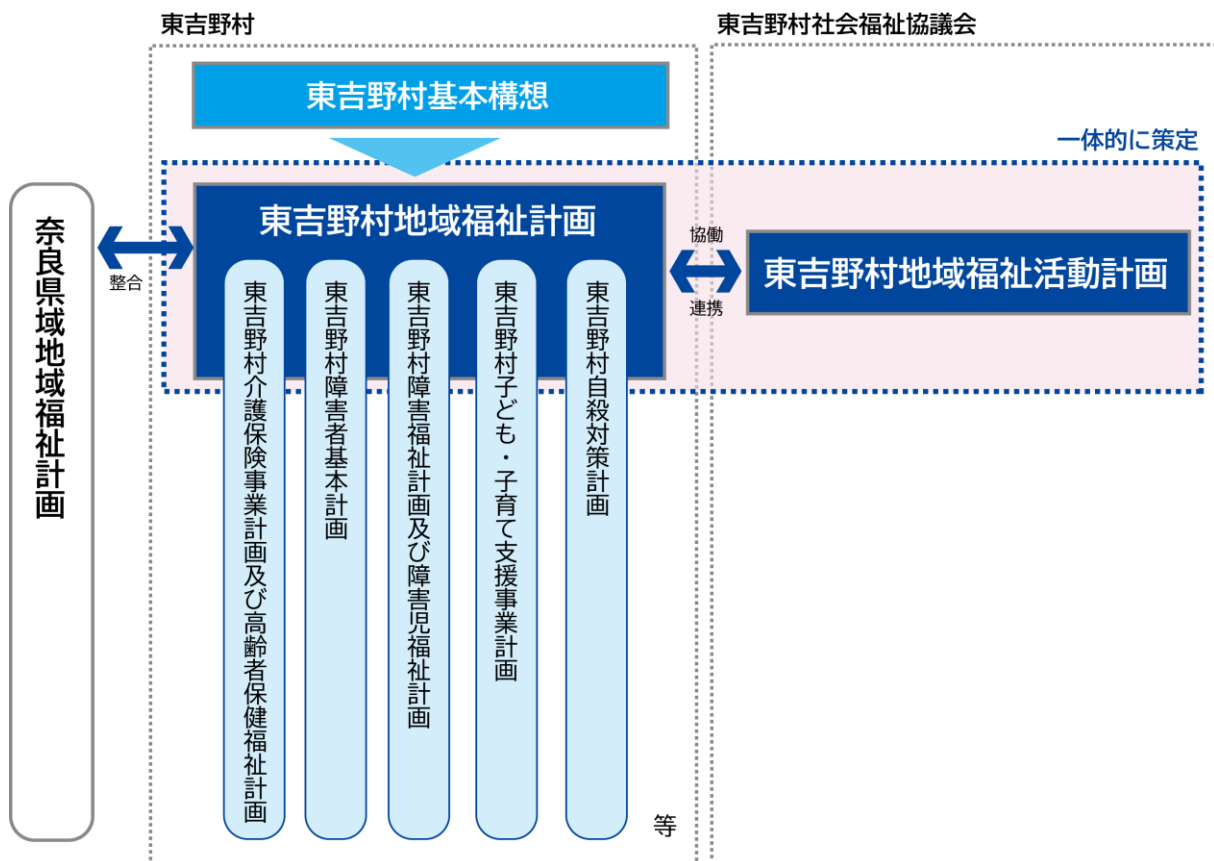 東吉野村
東吉野村社会福祉協議会
東吉野村基本構想
一体的に策定
奈良県域地域福祉計画
整合
東吉野村地域福祉計画
協働
連携
東吉野村地域福祉活動計画
東吉野村介護保険事業計画及び高齢者保健福祉計画
東吉野村障害者基本計画
東吉野村障害福祉計画及び障害児福祉計画
東吉野村子ども・子育て支援事業計画
東吉野村自殺対策計画
等